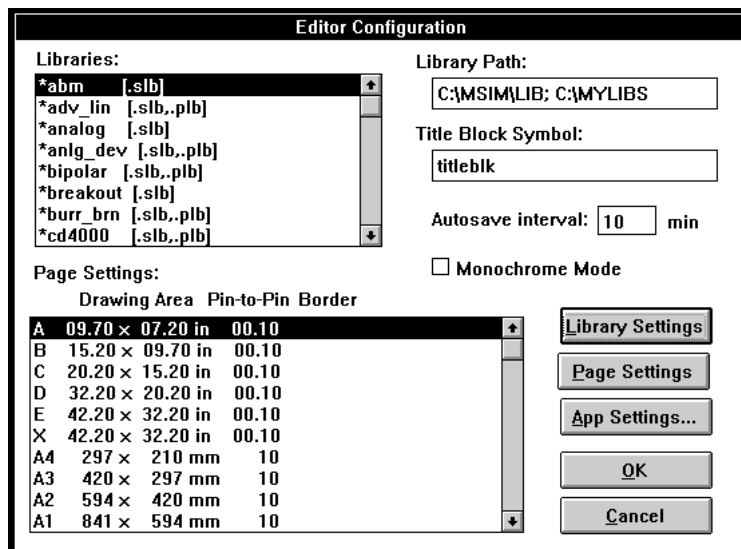 Editor Configuration
Libraries:
*abm [.slb]
*adv_lin [.slb,.plb]
*analog [.slb]
*anlg_dev [.slb,.plb]
*bipolar [.slb,.plb]
*breakout [.slb]
*burr_brn [.slb,.plb]
*cd4000 [.slb,.plb]
Library Path:
C:\MSIM\LIB; C:\MYLIBS
Title Block Symbol:
titleblk
Autosave interval: 10 min
Monochrome Mode
Page Settings:
Drawing Area Pin-to-Pin Border
A 09.70 × 07.20 in 00.10
B 15.20 × 09.70 in 00.10
C 20.20 × 15.20 in 00.10
D 32.20 × 20.20 in 00.10
E 42.20 × 32.20 in 00.10
X 42.20 × 32.20 in 00.10
A4 297 × 210 mm 10
A3 420 × 297 mm 10
A2 594 × 420 mm 10
A1 841 × 594 mm 10
Library Settings
Page Settings
App Settings...
OK
Cancel